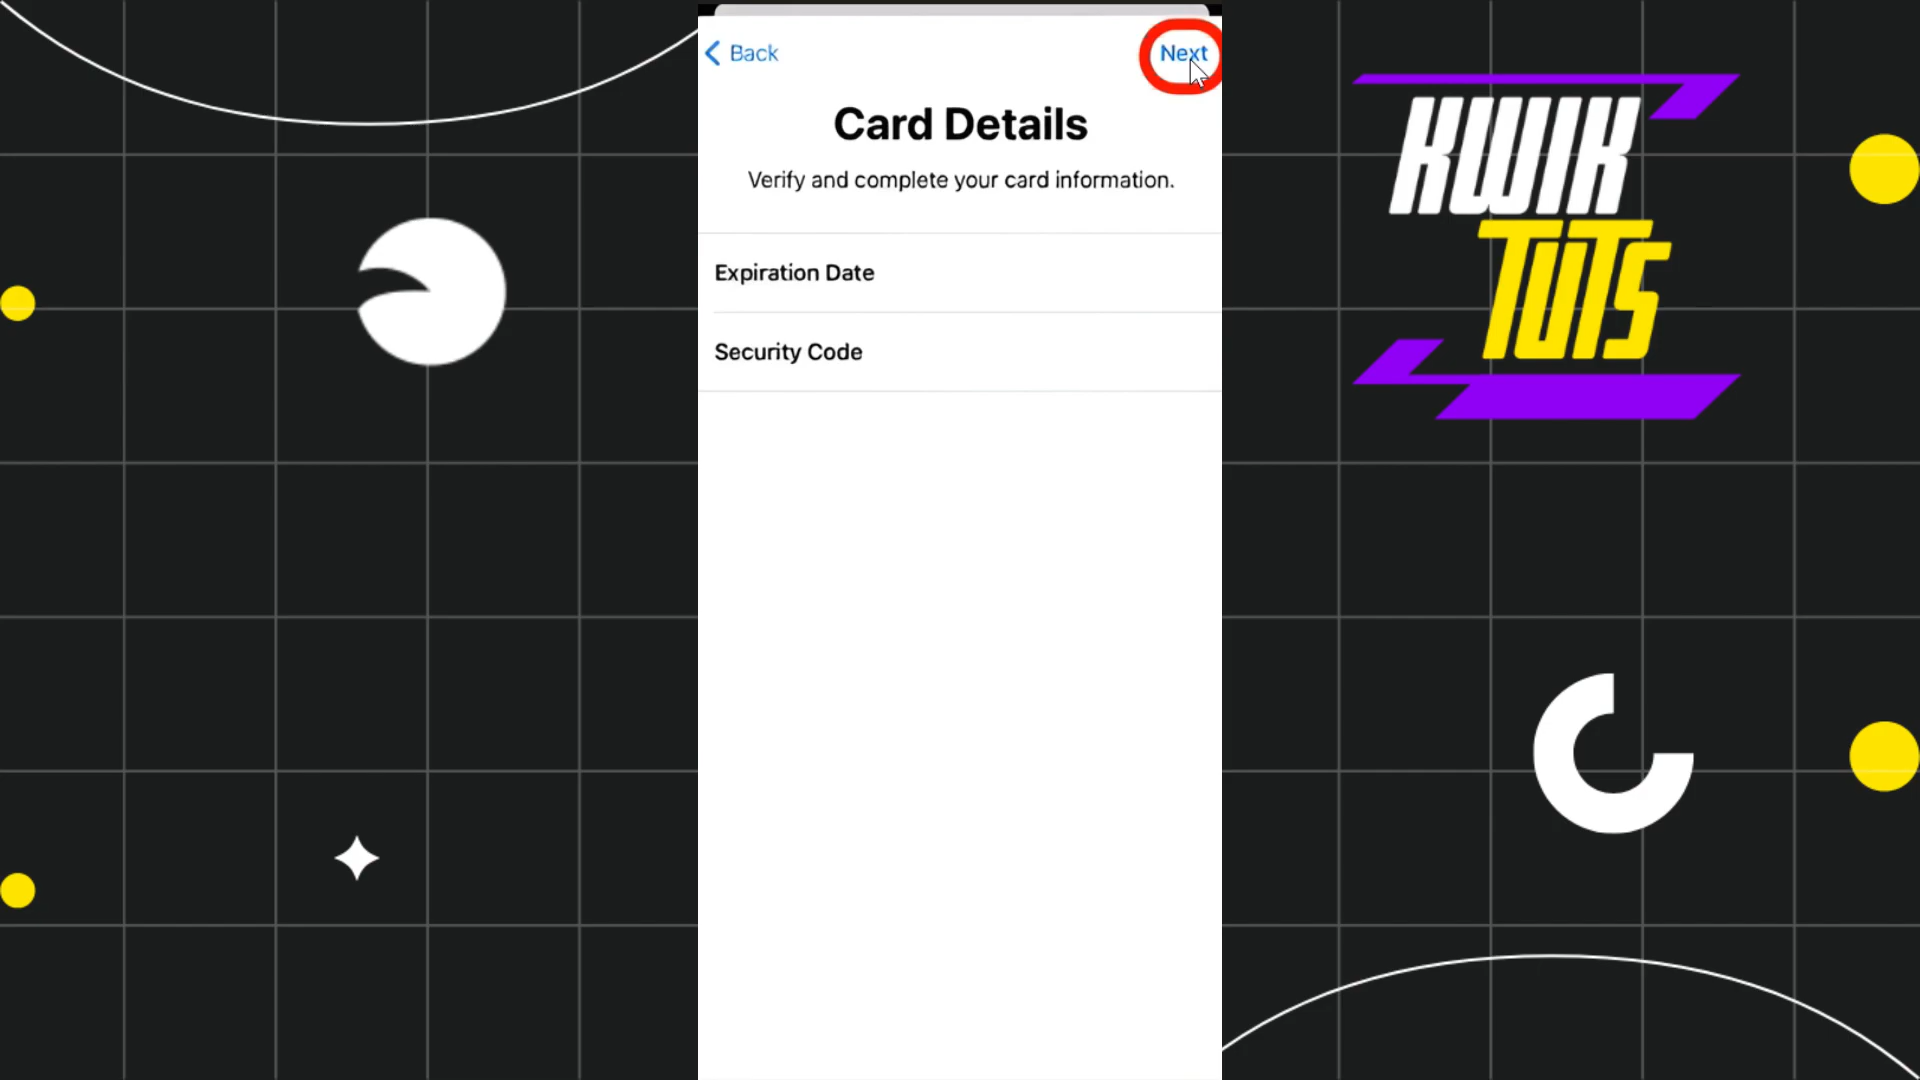 Back
Next
Card Details
Verify and complete your card information.
Expiration Date
Security Code
KWIK
TUTS